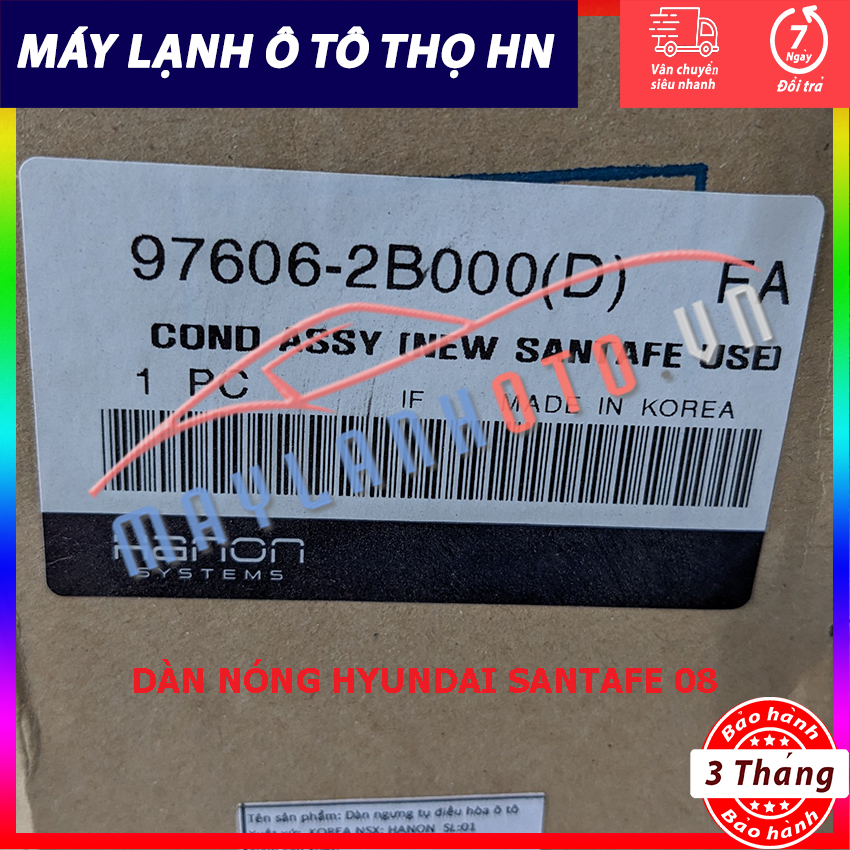 MÁY LẠNH Ô TÔ THỌ HN
Vân chuyển
siêu nhanh
7
Ngày
Đổi trả
97606-2B000(D) FA
COND ASSY (NEW SANTAFE USE)
1 PC IF MADE IN KOREA
MAYLANHOTO.VN
Hanon
SYSTEMS
DÀN NÓNG HYUNDAI SANTAFE 08
Bảo hành
3 Tháng
Bảo hành
Tên sản phẩm: Dàn ngưng tụ điều hòa ô tô
KOREA NSX: HANON SL:01